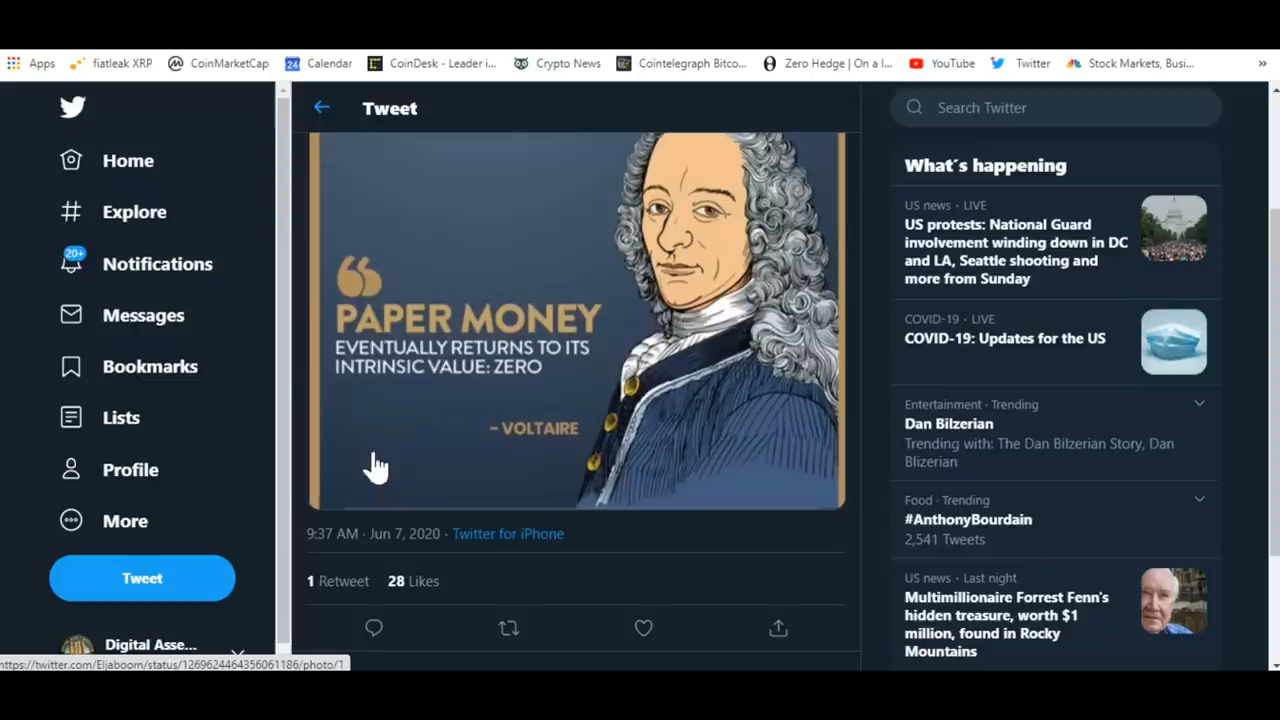 Apps
fiatleak XRP
CoinMarketCap
24
Calendar
CoinDesk - Leader i...
Crypto News
Cointelegraph Bitco...
Zero Hedge | On a l...
YouTube
Twitter
Stock Markets, Busi...
»
Home
Explore
20+
Notifications
Messages
Bookmarks
Lists
Profile
More
Tweet
Digital Asse...
https://twitter.com/Eljaboom/status/1269624464356061186/photo/1
Tweet
“
PAPER MONEY
EVENTUALLY RETURNS TO ITS
INTRINSIC VALUE: ZERO
- VOLTAIRE
9:37 AM · Jun 7, 2020 · Twitter for iPhone
1 Retweet 28 Likes
Search Twitter
What's happening
US news · LIVE
US protests: National Guard
involvement winding down in DC
and LA, Seattle shooting and
more from Sunday
COVID-19 · LIVE
COVID-19: Updates for the US
Entertainment · Trending
Dan Bilzerian
Trending with: The Dan Bilzerian Story, Dan
Blizerian
Food · Trending
#AnthonyBourdain
2,541 Tweets
US news · Last night
Multimillionaire Forrest Fenn's
hidden treasure, worth $1
million, found in Rocky
Mountains